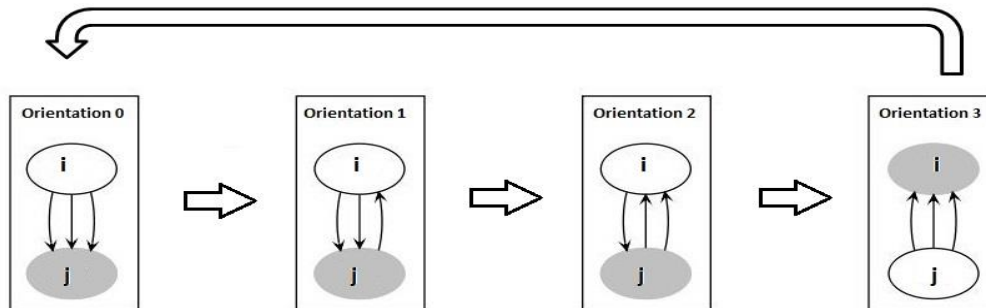 Orientation 0
i
j
Orientation 1
i
j
Orientation 2
i
j
Orientation 3
i
j